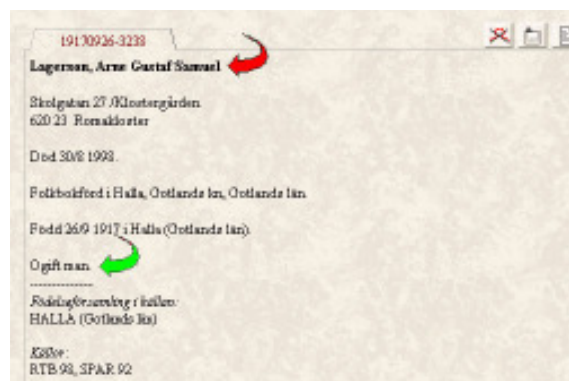 19170926-3238
Lagerson, Arne Gustaf Samuel
Skolgatan 27 /Klostergården
620 23 Romakloster
Död 30/8 1998.
Folkbokförd i Halla, Gotlands kn, Gotlands län.
Född 26/9 1917 i Halla (Gotlands län).
Ogift man.
--------------
Födelseförsamling i källan:
HALLA (Gotlands län)
Källor:
RTB 98, SPAR 92